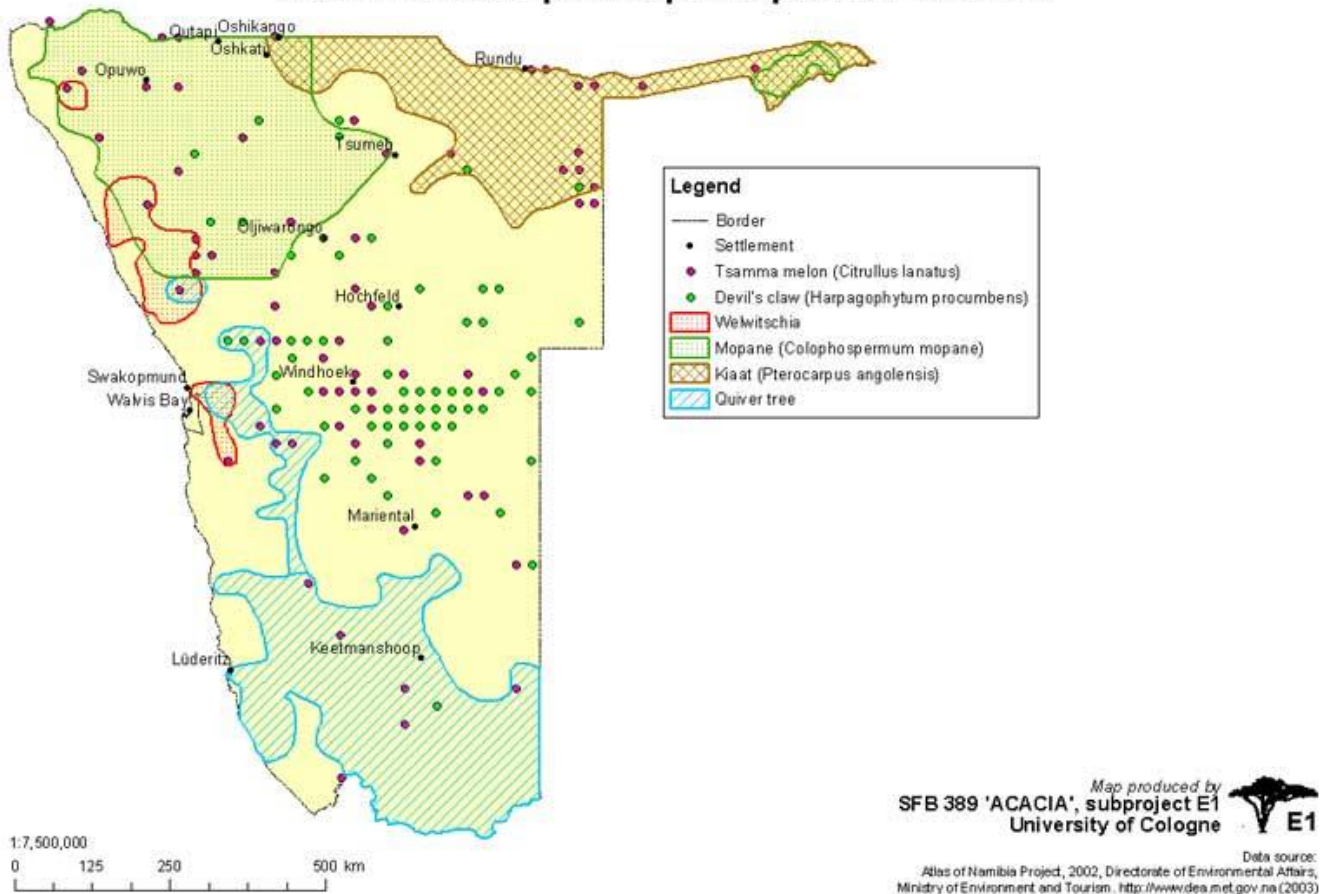 Oshikango
Qutapi
Oshkati
Opuwo
Rundu
Tsumeb
Oljiwarongo
Hochfeld
Windhoek
Swakopmund
Walvis Bay
Mariental
Keetmanshoop
Lüderitz
Legend
Border
Settlement
Tsamma melon (Citrullus lanatus)
Devil's claw (Harpagophytum procumbens)
Welwitschia
Mopane (Colophospermum mopane)
Kiaat (Pterocarpus angolensis)
Quiver tree
1:7,500,000
0 125 250 500 km
Map produced by
SFB 389 'ACACIA', subproject E1
University of Cologne
E1
Data source:
Atlas of Namibia Project, 2002, Directorate of Environmental Affairs,
Ministry of Environment and Tourism. http://www.dea.met.gov.na (2003)